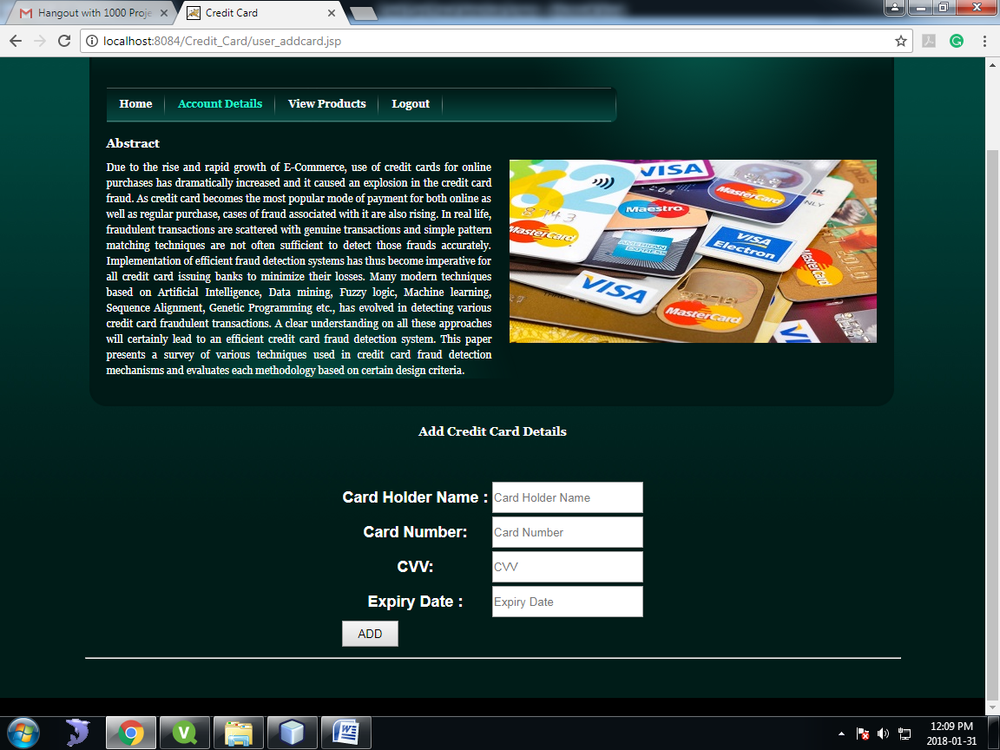 Hangout with 1000 Proje
Credit Card
localhost:8084/Credit_Card/user_addcard.jsp
Home
Account Details
View Products
Logout
Abstract
Due to the rise and rapid growth of E-Commerce, use of credit cards for online
purchases has dramatically increased and it caused an explosion in the credit card
fraud. As credit card becomes the most popular mode of payment for both online as
well as regular purchase, cases of fraud associated with it are also rising. In real life,
fraudulent transactions are scattered with genuine transactions and simple pattern
matching techniques are not often sufficient to detect those frauds accurately.
Implementation of efficient fraud detection systems has thus become imperative for
all credit card issuing banks to minimize their losses. Many modern techniques
based on Artificial Intelligence, Data mining, Fuzzy logic, Machine learning,
Sequence Alignment, Genetic Programming etc., has evolved in detecting various
credit card fraudulent transactions. A clear understanding on all these approaches
will certainly lead to an efficient credit card fraud detection system. This paper
presents a survey of various techniques used in credit card fraud detection
mechanisms and evaluates each methodology based on certain design criteria.
VISA
MasterCard
Maestro
8743
MasterCard
AMERICAN
EXPRESS
VISA
Electron
MasterCard
VISA
MasterCard
VISA
Add Credit Card Details
Card Holder Name :
Card Holder Name
Card Number:
Card Number
CVV:
CVV
Expiry Date :
Expiry Date
ADD
12:09 PM
2018-01-31